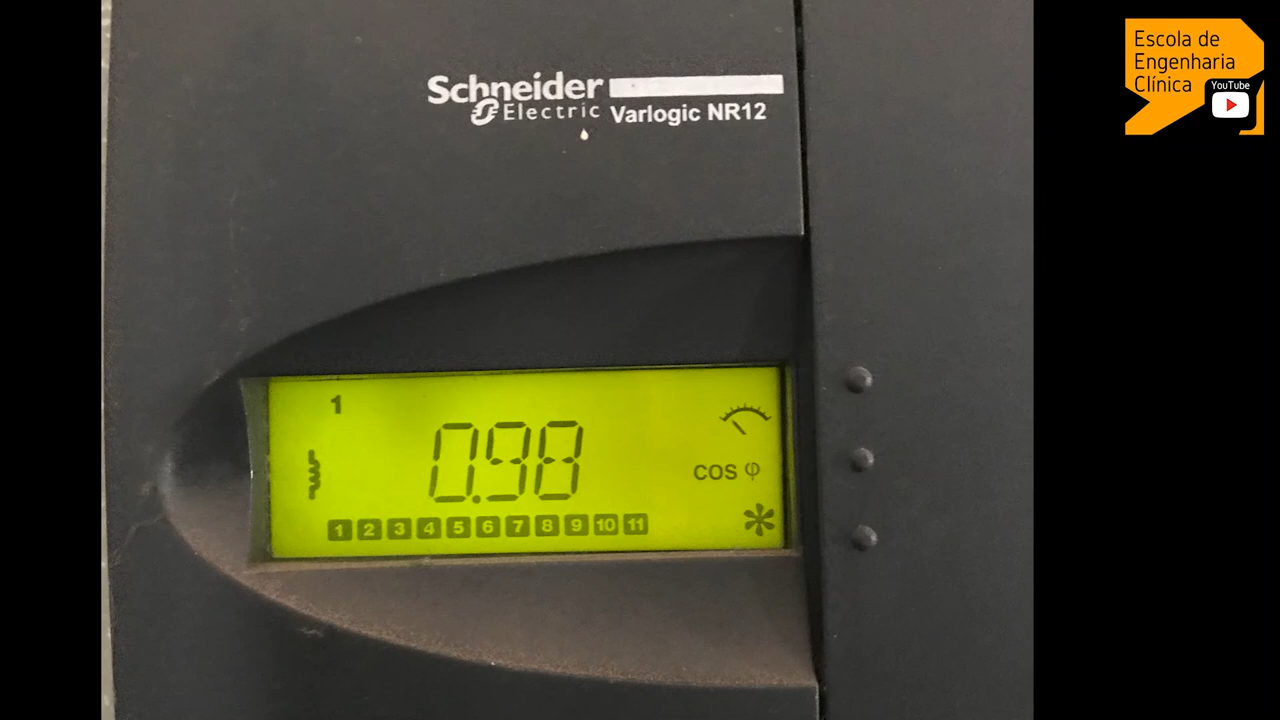 Schneider
Electric
Varlogic NR12
1
0.98
cos φ
1 2 3 4 5 6 7 8 9 10 11
Escola de
Engenharia
Clínica
YouTube